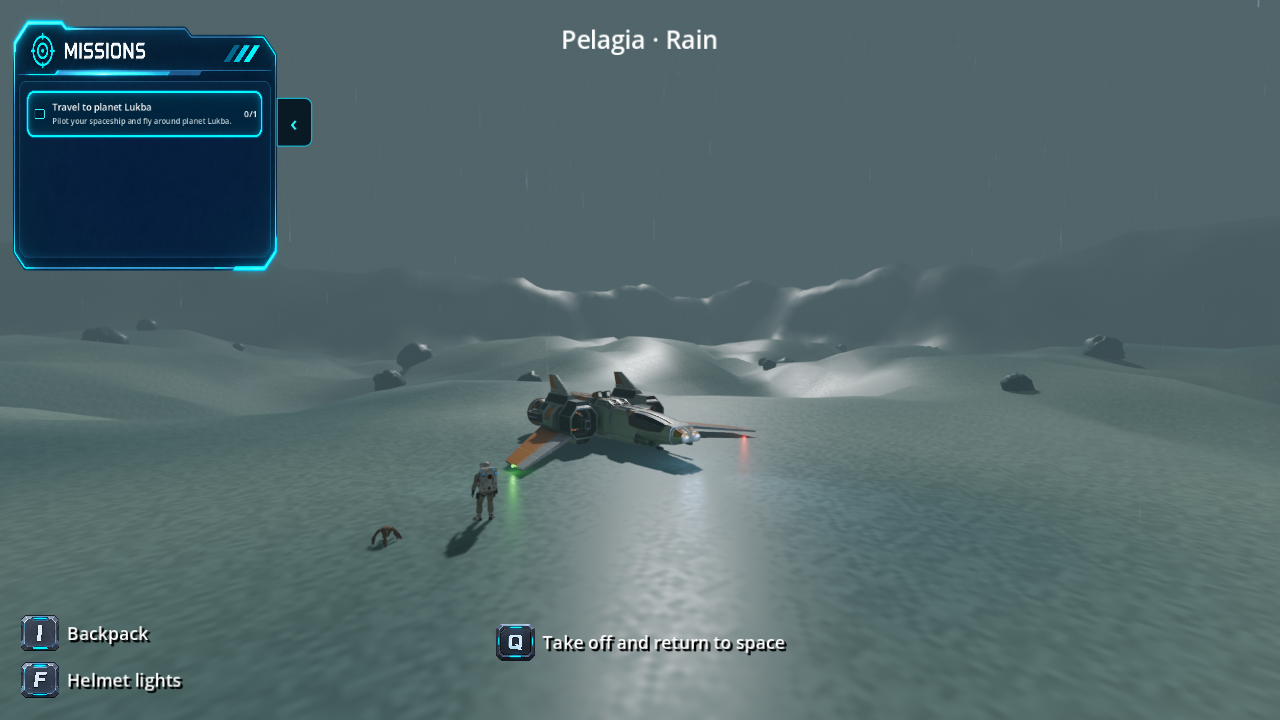 Pelagia · Rain
MISSIONS
Travel to planet Lukba
0/1
Pilot your spaceship and fly around planet Lukba.
I Backpack
F Helmet lights
Q Take off and return to space